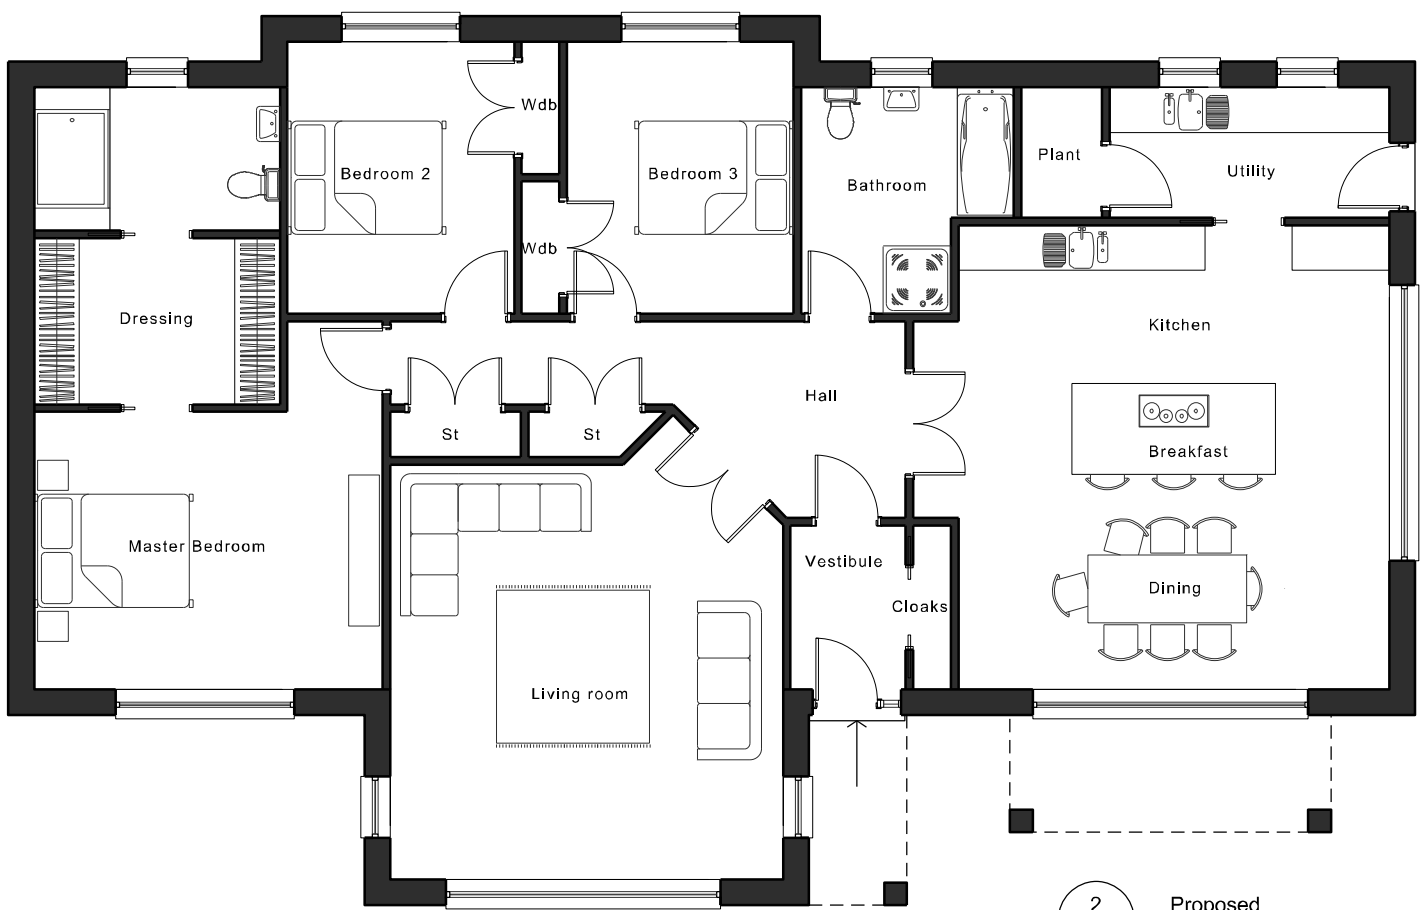 Wdb
Bedroom 2
Bedroom 3
Plant
Utility
Bathroom
Wdb
Dressing
Kitchen
Hall
St
St
Breakfast
Master Bedroom
Vestibule
Dining
Cloaks
Living room
2
Proposed